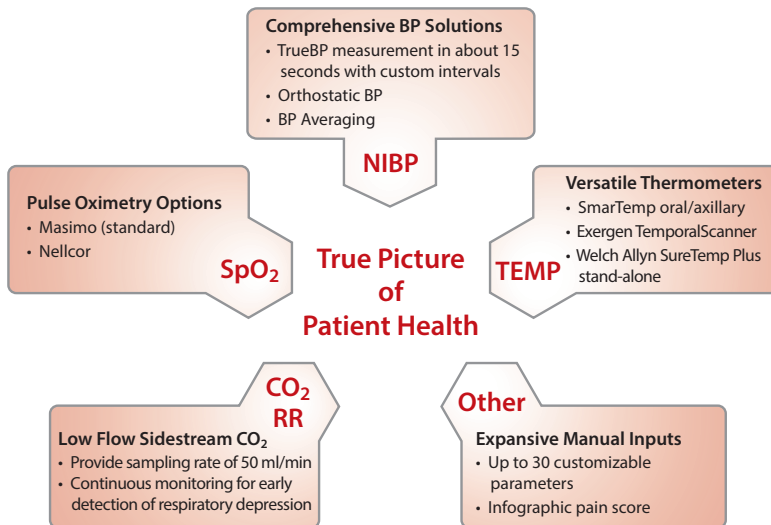 Comprehensive BP Solutions
• TrueBP measurement in about 15
seconds with custom intervals
• Orthostatic BP
• BP Averaging
NIBP
Pulse Oximetry Options
• Masimo (standard)
• Nellcor
SpO₂
Versatile Thermometers
• SmarTemp oral/axillary
• Exergen TemporalScanner
• Welch Allyn SureTemp Plus
stand-alone
TEMP
True Picture
of
Patient Health
CO₂
RR
Low Flow Sidestream CO₂
• Provide sampling rate of 50 ml/min
• Continuous monitoring for early
detection of respiratory depression
Other
Expansive Manual Inputs
• Up to 30 customizable
parameters
• Infographic pain score